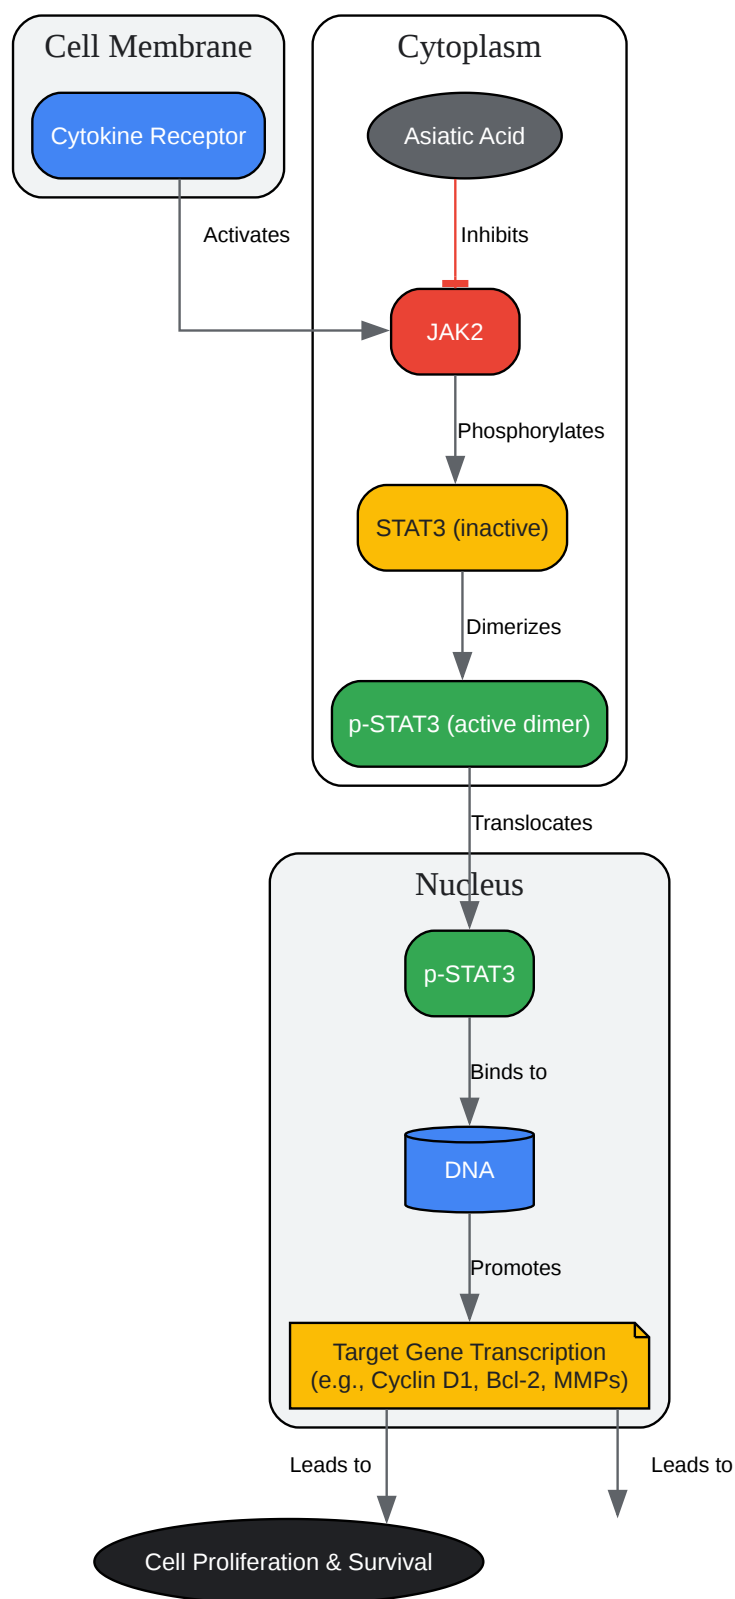 Cell Membrane
Cytoplasm
Cytokine Receptor
Asiatic Acid
Activates
Inhibits
JAK2
Phosphorylates
STAT3 (inactive)
Dimerizes
p-STAT3 (active dimer)
Translocates
Nucleus
p-STAT3
Binds to
DNA
Promotes
Target Gene Transcription
(e.g., Cyclin D1, Bcl-2, MMPs)
Leads to
Leads to
Cell Proliferation & Survival